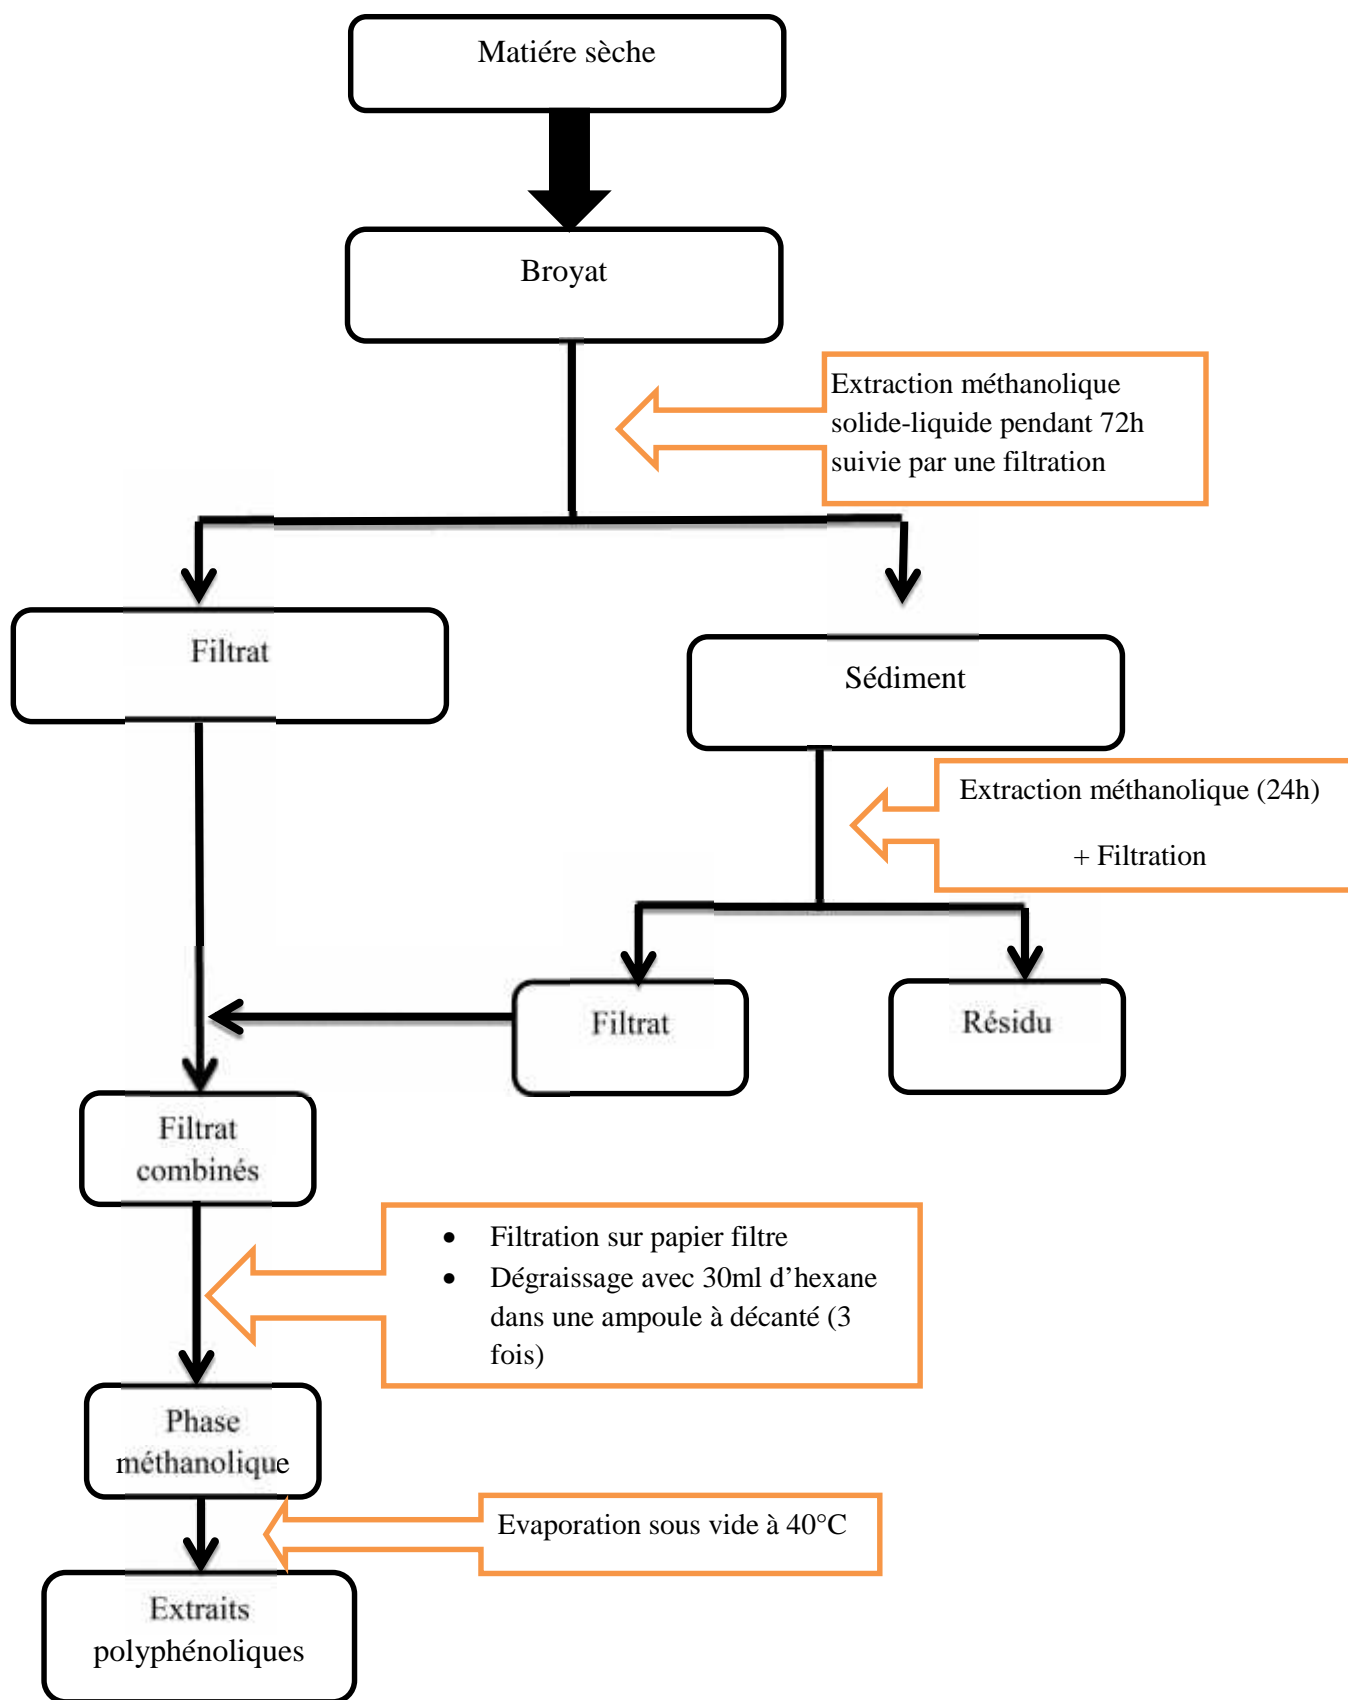 Matiére sèche
Broyat
Extraction méthanolique
solide-liquide pendant 72h
suivie par une filtration
Filtrat
Sédiment
Extraction méthanolique (24h)
+ Filtration
Filtrat
Résidu
Filtrat
combinés
• Filtration sur papier filtre
• Dégraissage avec 30ml d’hexane
dans une ampoule à décanté (3
fois)
Phase
méthanolique
Evaporation sous vide à 40°C
Extraits
polyphénoliques